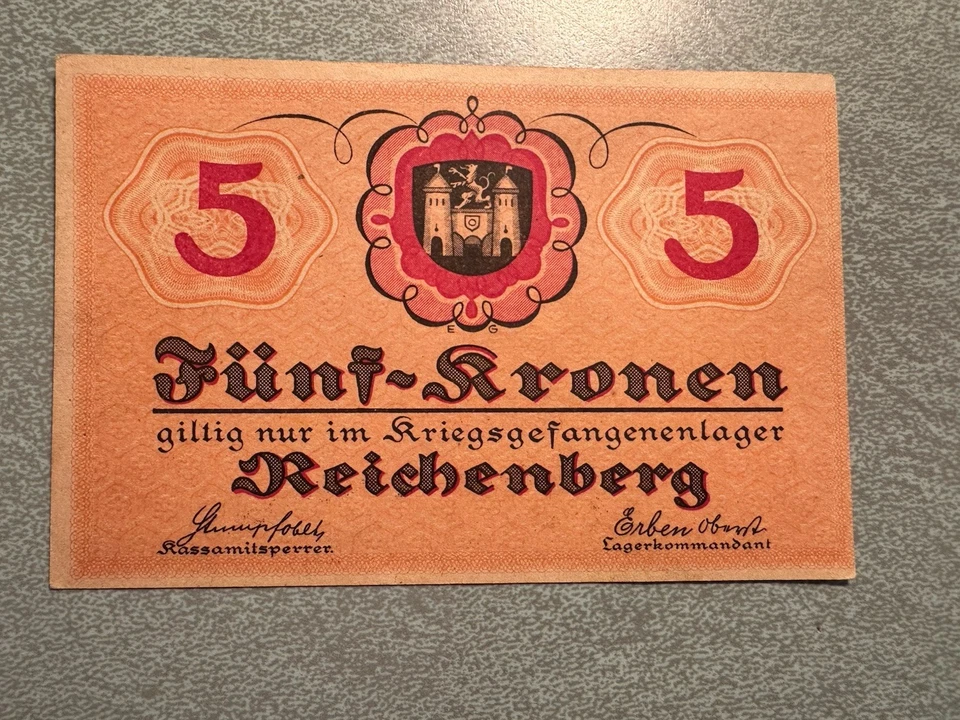 5 5
E G
Fünf-Kronen
giltig nur im Kriegsgefangenenlager
Reichenberg
Erben Oberst
Kassamitsperrer. Lagerkommandant